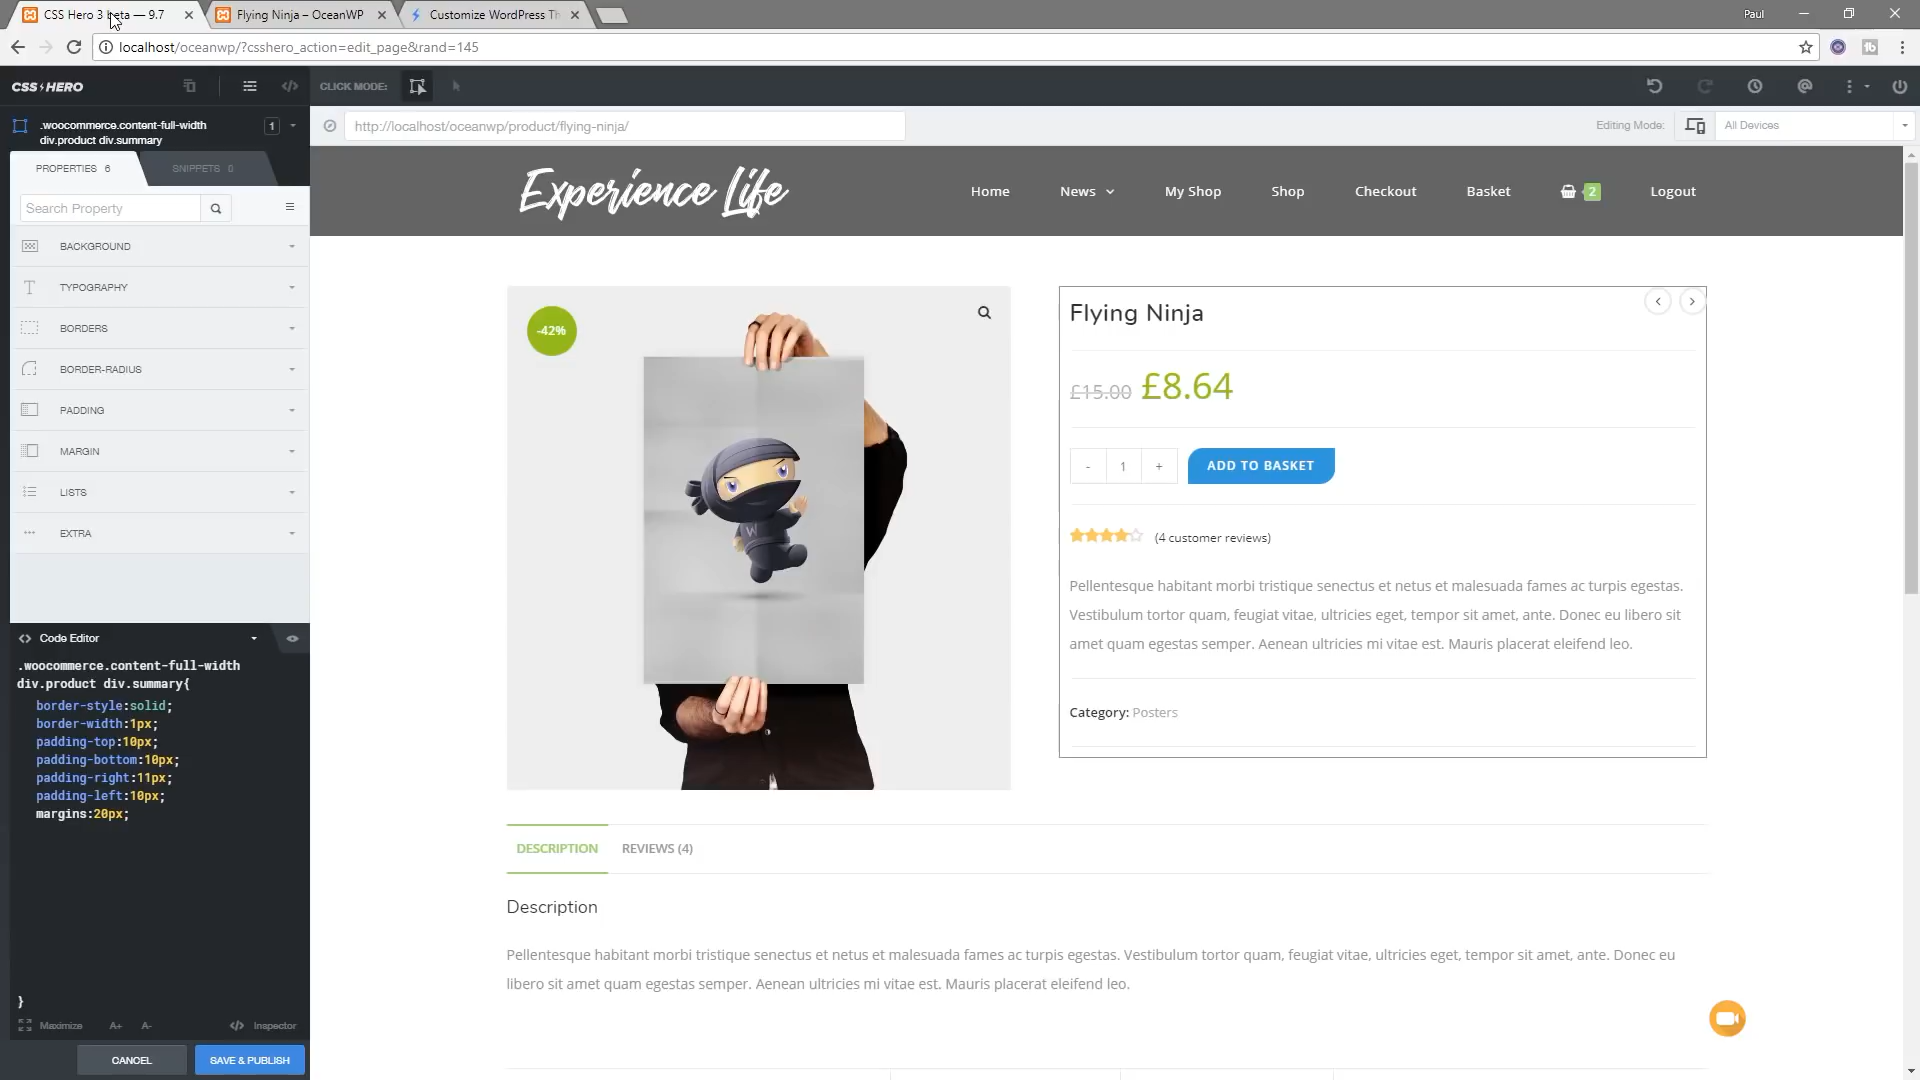 CSS Hero 3 beta — 9.7
Flying Ninja – OceanWP
Customize WordPress Th
Paul
localhost/oceanwp/?csshero_action=edit_page&rand=145
CSS HERO
CLICK MODE:
.woocommerce.content-full-width
div.product div.summary
1
http://localhost/oceanwp/product/flying-ninja/
Editing Mode:
All Devices
PROPERTIES 6
SNIPPETS 0
Search Property
BACKGROUND
TYPOGRAPHY
BORDERS
BORDER-RADIUS
PADDING
MARGIN
LISTS
EXTRA
Code Editor
.woocommerce.content-full-width
div.product div.summary{
border-style:solid;
border-width:1px;
padding-top:10px;
padding-bottom:10px;
padding-right:11px;
padding-left:10px;
margins:20px;
}
Maximize A+ A- Inspector
CANCEL
SAVE & PUBLISH
Experience Life
Home
News
My Shop
Shop
Checkout
Basket
2
Logout
-42%
W
Flying Ninja
£15.00 £8.64
- 1 +
ADD TO BASKET
(4 customer reviews)
Pellentesque habitant morbi tristique senectus et netus et malesuada fames ac turpis egestas.
Vestibulum tortor quam, feugiat vitae, ultricies eget, tempor sit amet, ante. Donec eu libero sit
amet quam egestas semper. Aenean ultricies mi vitae est. Mauris placerat eleifend leo.
Category: Posters
DESCRIPTION
REVIEWS (4)
Description
Pellentesque habitant morbi tristique senectus et netus et malesuada fames ac turpis egestas. Vestibulum tortor quam, feugiat vitae, ultricies eget, tempor sit amet, ante. Donec eu
libero sit amet quam egestas semper. Aenean ultricies mi vitae est. Mauris placerat eleifend leo.